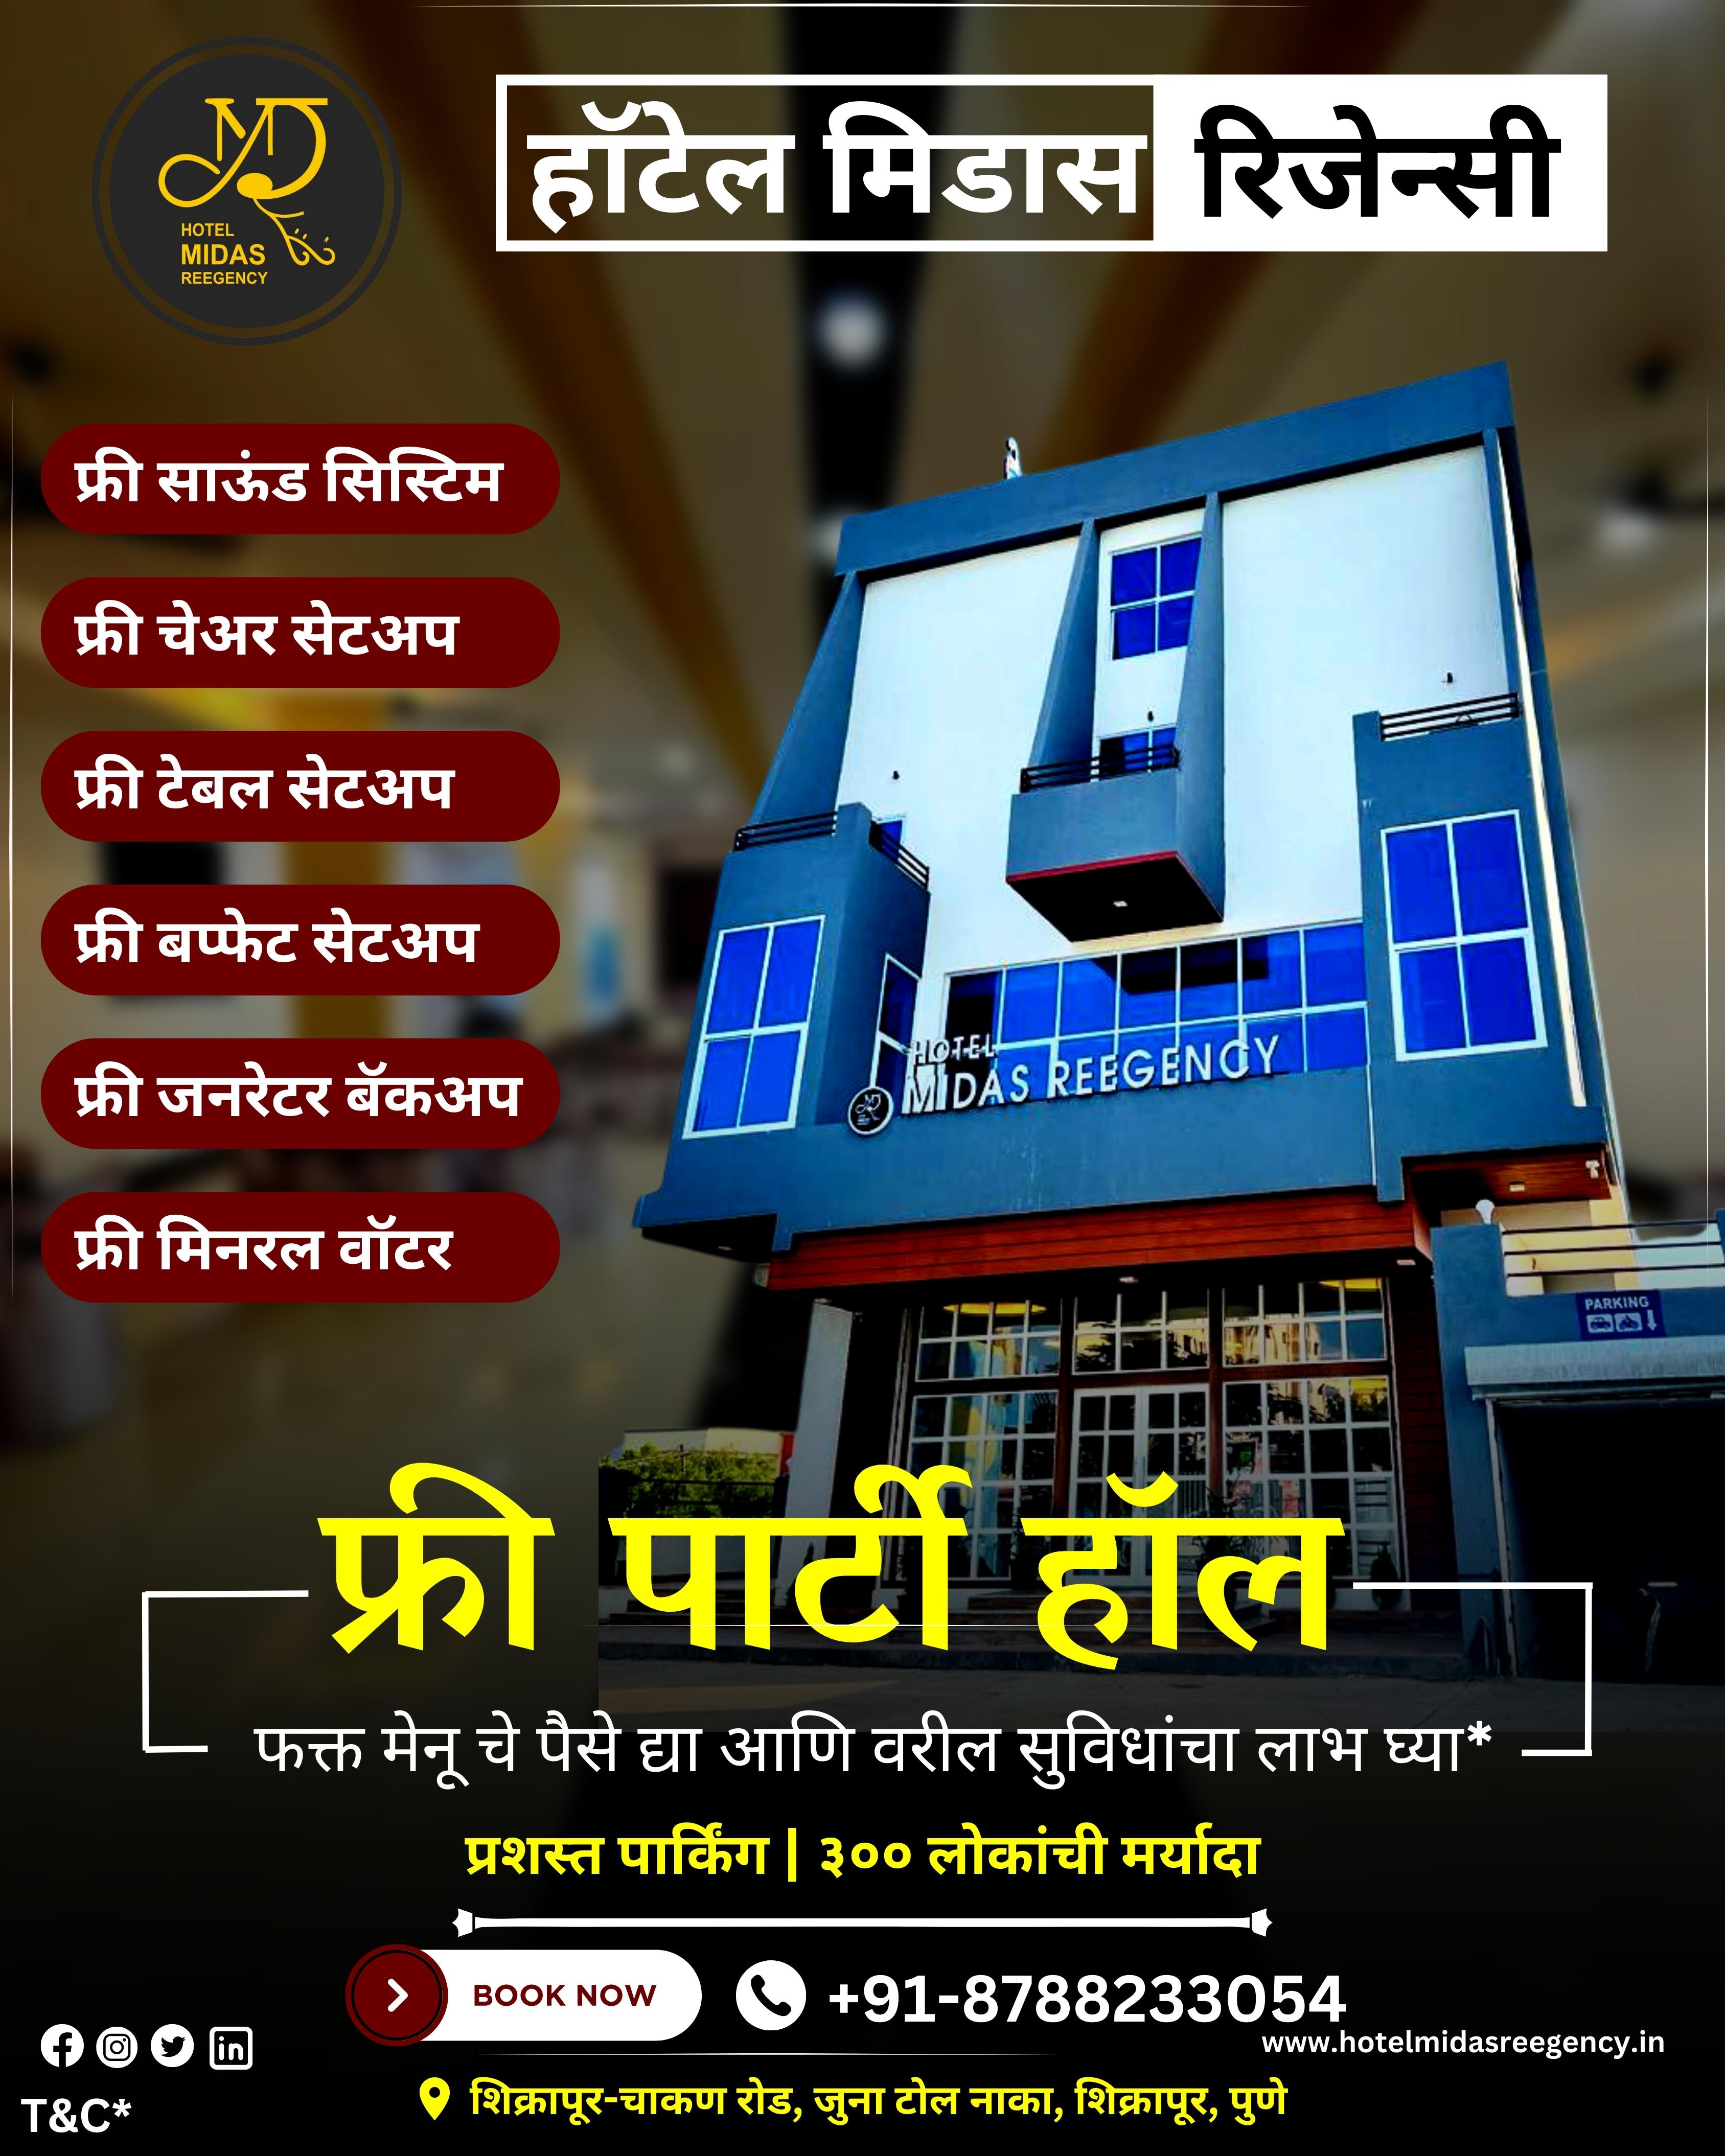 HOTEL
MIDAS
REEGENCY
हॉटेल मिडास रिजेन्सी
फ्री साऊंड सिस्टिम
फ्री चेअर सेटअप
फ्री टेबल सेटअप
फ्री बप्फेट सेटअप
फ्री जनरेटर बॅकअप
फ्री मिनरल वॉटर
HOTEL
MIDAS REEGENCY
PARKING
फ्री पार्टी हॉल
फक्त मेनू चे पैसे द्या आणि वरील सुविधांचा लाभ घ्या*
प्रशस्त पार्किंग | ३०० लोकांची मर्यादा
BOOK NOW
+91-8788233054
www.hotelmidasreegency.in
शिक्रापूर-चाकण रोड, जुना टोल नाका, शिक्रापूर, पुणे
T&C*